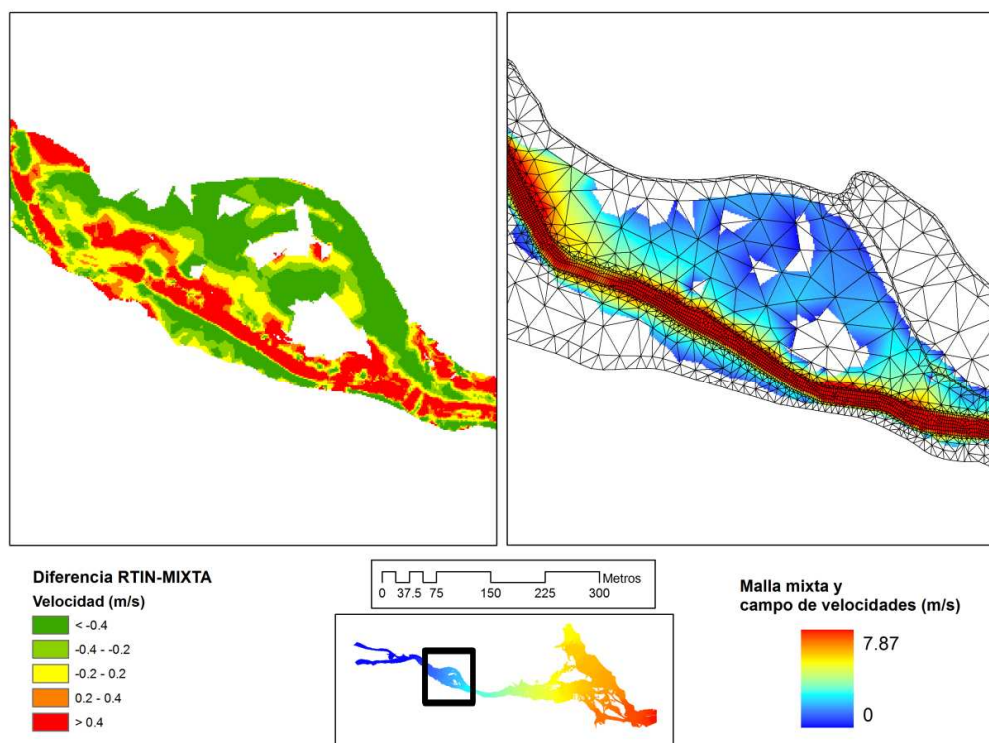 Diferencia RTIN-MIXTA
Velocidad (m/s)
< -0.4
-0.4 - -0.2
-0.2 - 0.2
0.2 - 0.4
> 0.4
Metros
0 37.5 75 150 225 300
Malla mixta y
campo de velocidades (m/s)
7.87
0